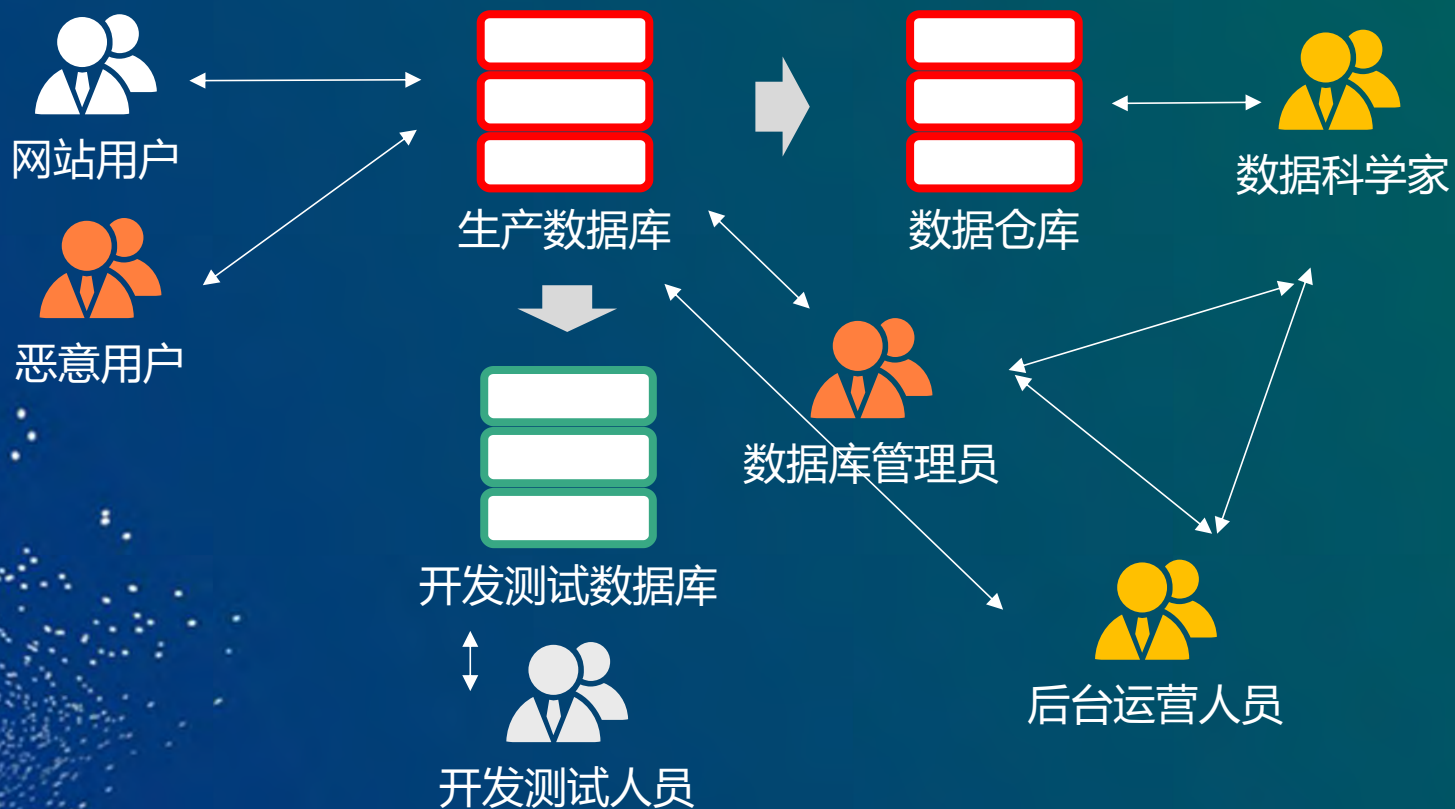 网站用户
数据科学家
生产数据库
数据仓库
恶意用户
数据库管理员
开发测试数据库
后台运营人员
开发测试人员